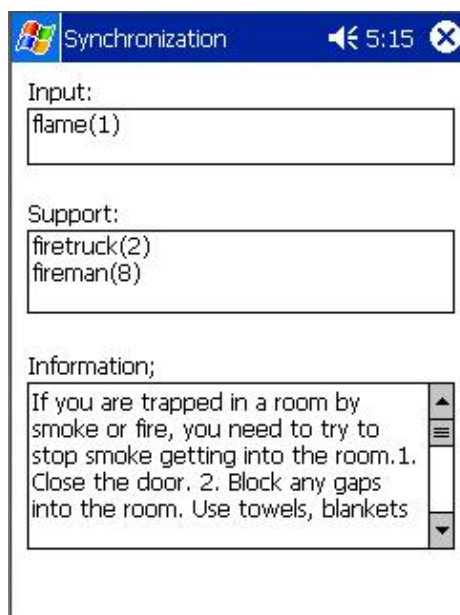 Synchronization 5:15
Input:
flame(1)
Support:
firetruck(2)
fireman(8)
Information;
If you are trapped in a room by
smoke or fire, you need to try to
stop smoke getting into the room.1.
Close the door. 2. Block any gaps
into the room. Use towels, blankets